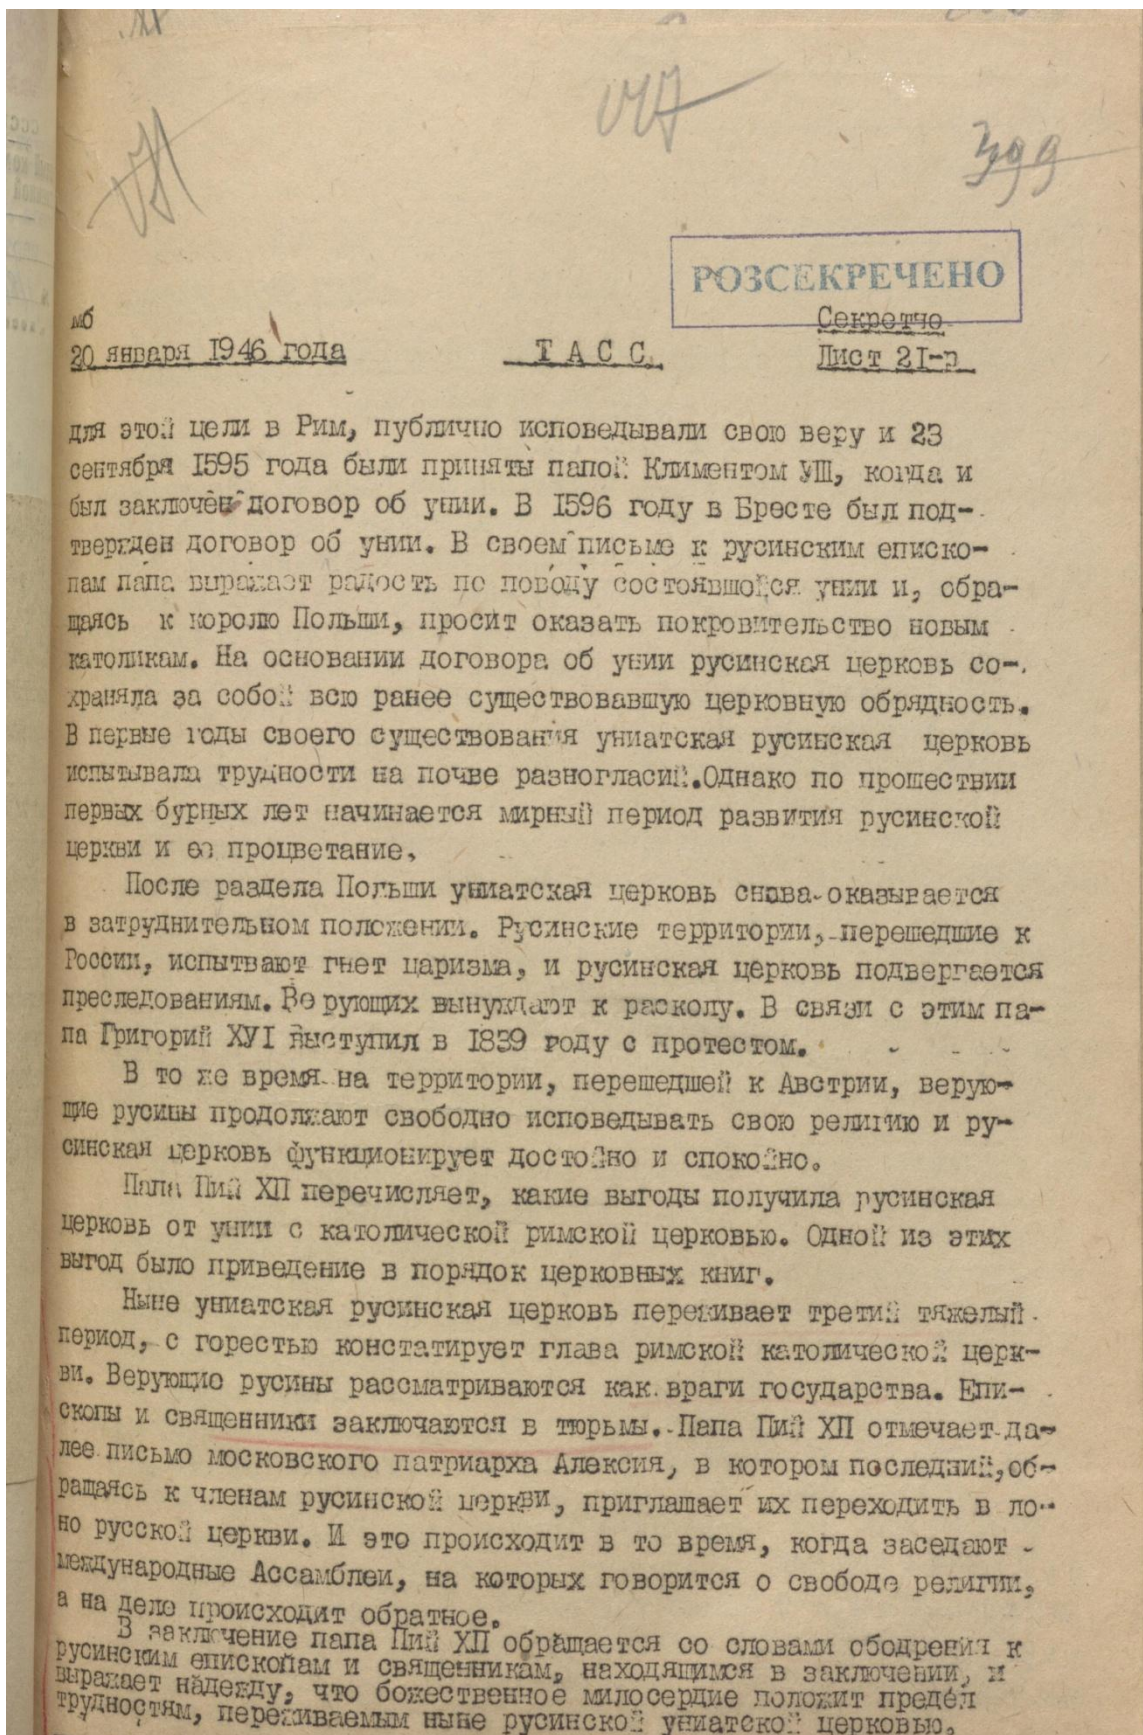 399
РОЗСЕКРЕЧЕНО
мб
Секретно
20 января 1946 года Т А С С. Лист 21-р
для этой цели в Рим, публично исповедывали свою веру и 23
сентября 1595 года были приняты папой Климентом УШ, когда и
был заключен договор об унии. В 1596 году в Бресте был под-
твержден договор об унии. В своем письме к русинским еписко-
пам папа выражает радость по поводу состоявшойся унии и, обра-
щаясь к королю Польши, просит оказать покровительство новым
католикам. На основании договора об унии русинская церковь со-
храняла за собой всю ранее существовавшую церковную обрядность.
В первые годы своего существования униатская русинская церковь
испытывала трудности на почве разногласий.Однако по прошествии
первых бурных лет начинается мирный период развития русинской
церкви и ее процветание.
После раздела Польши униатская церковь снова оказывается
в затруднительном положении. Русинские территории, перешедшие к
России, испытвают гнет царизма, и русинская церковь подвергается
преследованиям. Ве рующих вынуждают к расколу. В связи с этим па-
па Григорий ХУІ выступил в 1839 году с протестом.
В то же время на территории, перешедшей к Австрии, верую-
щие русины продолжают свободно исповедывать свою религию и ру-
синская церковь функционирует достойно и спокойно.
Папа Пий ХП перечисляет, какие выгоды получила русинская
церковь от унии с католической римской церковью. Одной из этих
выгод было приведение в порядок церковных книг.
Ныне униатская русинская церковь переживает третий тяжелый
период, с горестью констатирует глава римской католической церк-
ви. Верующие русины рассматриваются как враги государства. Епи-
скопы и священники заключаются в тюрьмы. Папа Пий ХП отмечает да-
лее письмо московского патриарха Алексия, в котором последний,об-
ращаясь к членам русинской церкви, приглашает их переходить в ло-
но русской церкви. И это происходит в то время, когда заседают
международные Ассамблеи, на которых говорится о свободе религии,
а на деле происходит обратное.
В заключение папа Пий ХП обращается со словами ободрения к
русинским епископам и священникам, находящимся в заключении, и
выражает надежду, что божественное милосердие положит предел
трудностям, переживаемым ныне русинской униатской церковью.